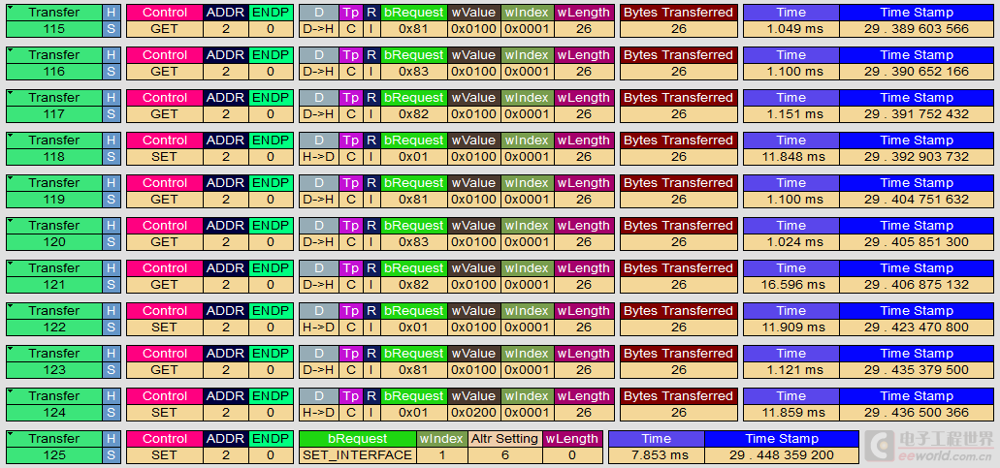 Transfer H Control ADDR ENDP D Tp R bRequest wValue wIndex wLength Bytes Transferred Time Time Stamp
115 S GET 2 0 D->H C I 0x81 0x0100 0x0001 26 26 1.049 ms 29 . 389 603 566
Transfer H Control ADDR ENDP D Tp R bRequest wValue wIndex wLength Bytes Transferred Time Time Stamp
116 S GET 2 0 D->H C I 0x83 0x0100 0x0001 26 26 1.100 ms 29 . 390 652 166
Transfer H Control ADDR ENDP D Tp R bRequest wValue wIndex wLength Bytes Transferred Time Time Stamp
117 S GET 2 0 D->H C I 0x82 0x0100 0x0001 26 26 1.151 ms 29 . 391 752 432
Transfer H Control ADDR ENDP D Tp R bRequest wValue wIndex wLength Bytes Transferred Time Time Stamp
118 S SET 2 0 H->D C I 0x01 0x0100 0x0001 26 26 11.848 ms 29 . 392 903 732
Transfer H Control ADDR ENDP D Tp R bRequest wValue wIndex wLength Bytes Transferred Time Time Stamp
119 S GET 2 0 D->H C I 0x81 0x0100 0x0001 26 26 1.100 ms 29 . 404 751 632
Transfer H Control ADDR ENDP D Tp R bRequest wValue wIndex wLength Bytes Transferred Time Time Stamp
120 S GET 2 0 D->H C I 0x83 0x0100 0x0001 26 26 1.024 ms 29 . 405 851 300
Transfer H Control ADDR ENDP D Tp R bRequest wValue wIndex wLength Bytes Transferred Time Time Stamp
121 S GET 2 0 D->H C I 0x82 0x0100 0x0001 26 26 16.596 ms 29 . 406 875 132
Transfer H Control ADDR ENDP D Tp R bRequest wValue wIndex wLength Bytes Transferred Time Time Stamp
122 S SET 2 0 H->D C I 0x01 0x0100 0x0001 26 26 11.909 ms 29 . 423 470 800
Transfer H Control ADDR ENDP D Tp R bRequest wValue wIndex wLength Bytes Transferred Time Time Stamp
123 S GET 2 0 D->H C I 0x81 0x0100 0x0001 26 26 1.121 ms 29 . 435 379 500
Transfer H Control ADDR ENDP D Tp R bRequest wValue wIndex wLength Bytes Transferred Time Time Stamp
124 S SET 2 0 H->D C I 0x01 0x0200 0x0001 26 26 11.859 ms 29 . 436 500 366
Transfer H Control ADDR ENDP bRequest wIndex Altr Setting wLength Time Time Stamp
125 S SET 2 0 SET_INTERFACE 1 6 0 7.853 ms 29 . 448 359 200
电子工程世界
eeworld.com.cn